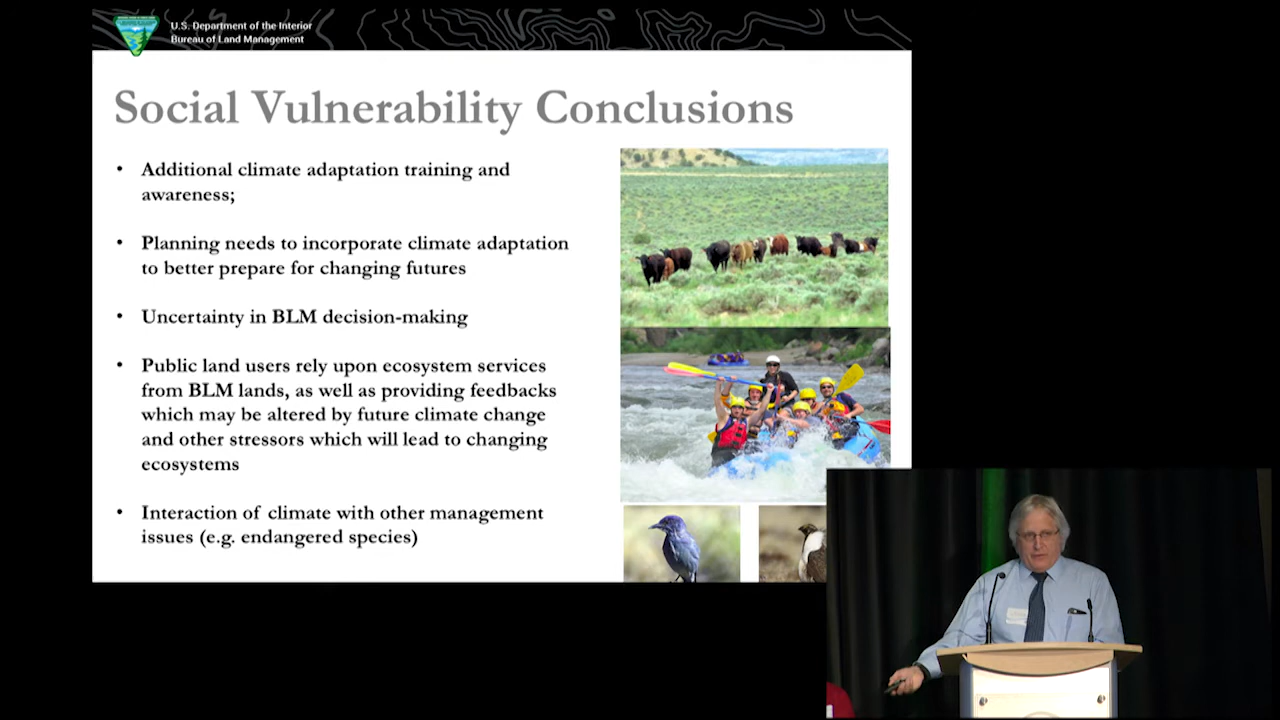 U.S. Department of the Interior
Bureau of Land Management
Social Vulnerability Conclusions
• Additional climate adaptation training and
awareness;
• Planning needs to incorporate climate adaptation
to better prepare for changing futures
• Uncertainty in BLM decision-making
• Public land users rely upon ecosystem services
from BLM lands, as well as providing feedbacks
which may be altered by future climate change
and other stressors which will lead to changing
ecosystems
• Interaction of climate with other management
issues (e.g. endangered species)